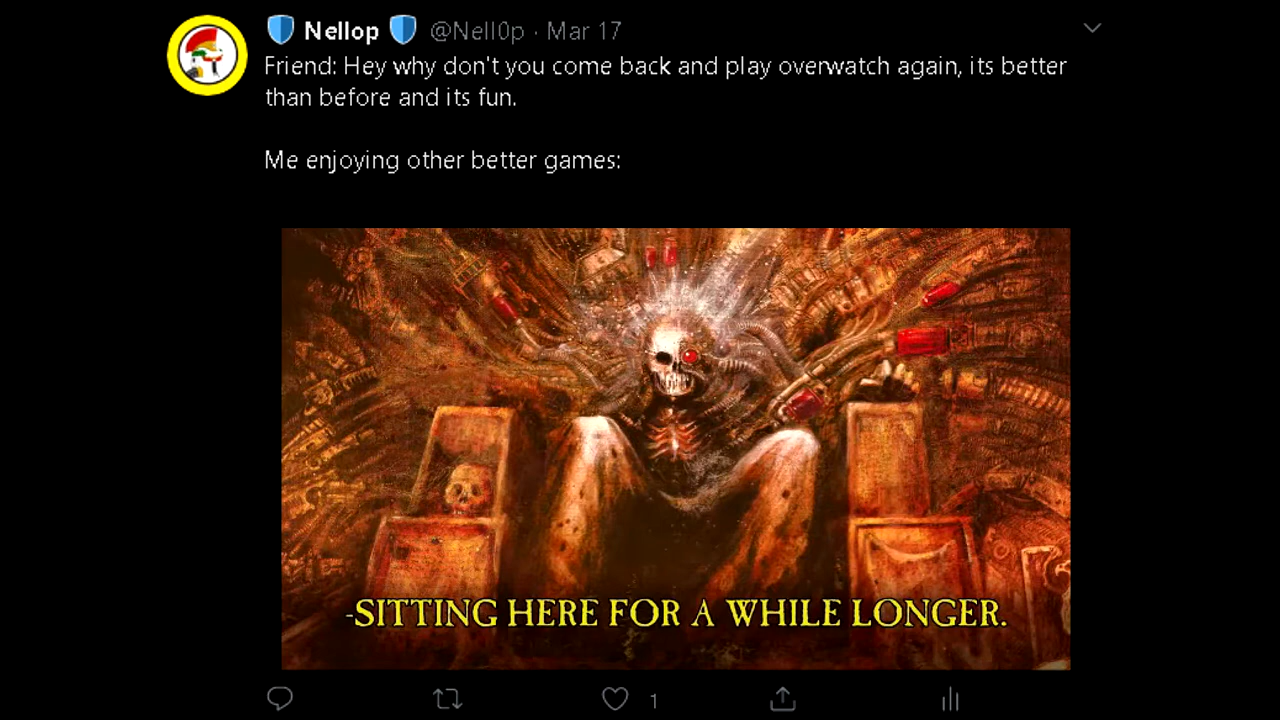 Nellop @Nell0p · Mar 17
Friend: Hey why don't you come back and play overwatch again, its better
than before and its fun.
Me enjoying other better games:
-SITTING HERE FOR A WHILE LONGER.
1